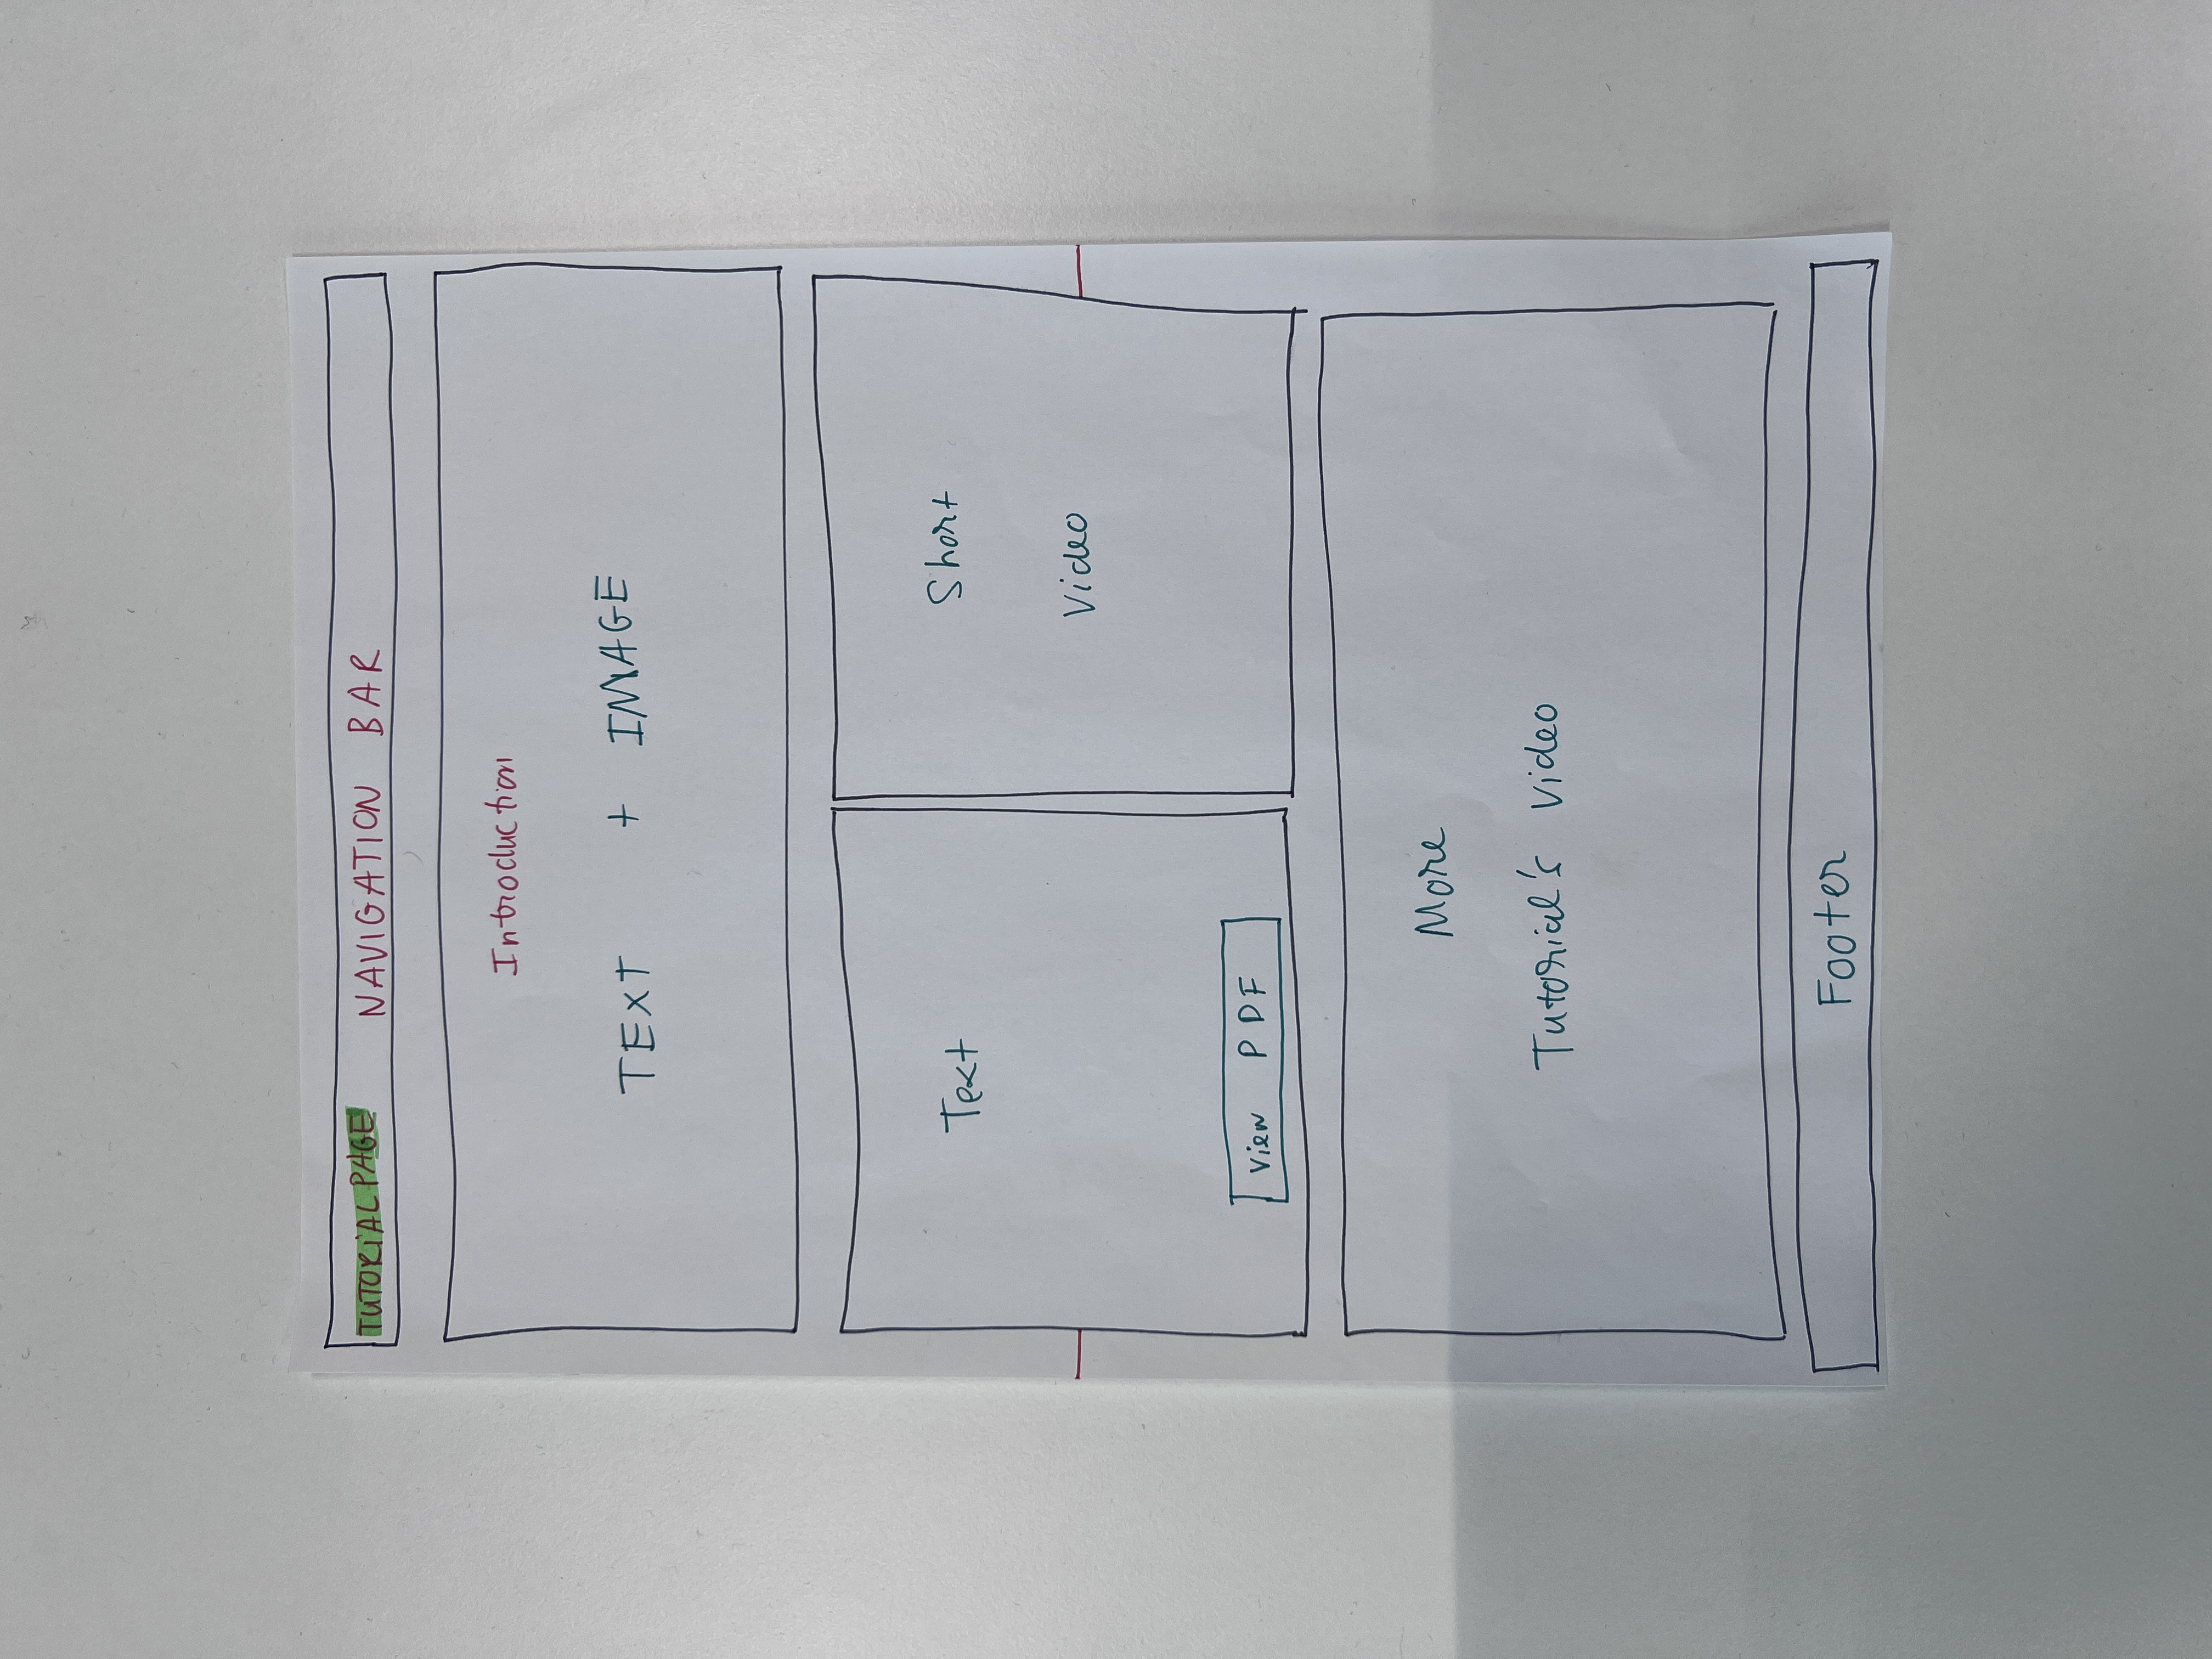 TUTORIAL PAGE NAVIGATION BAR
Introduction
TEXT + IMAGE
Text
View PDF
Short
Video
More
Tutorial's Video
Footer